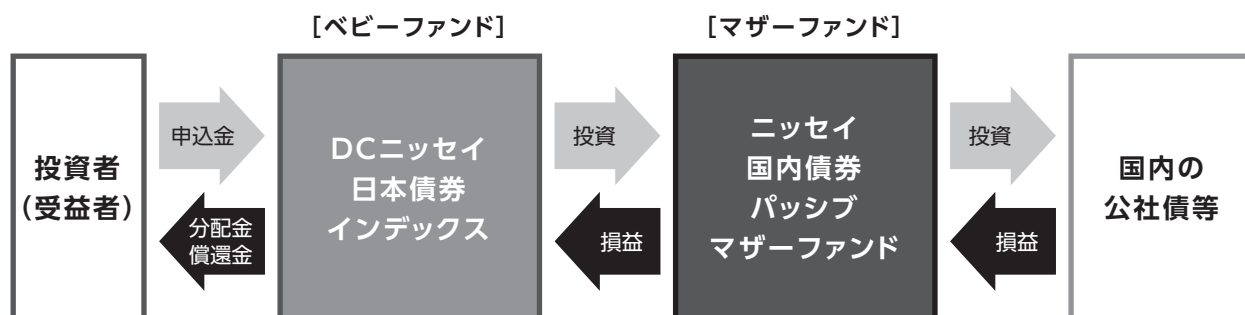 [ベビーファンド]
[マザーファンド]
投資者
(受益者)
申込金
分配金
償還金
DCニッセイ
日本債券
インデックス
投資
損益
ニッセイ
国内債券
パッシブ
マザーファンド
投資
損益
国内の
公社債等